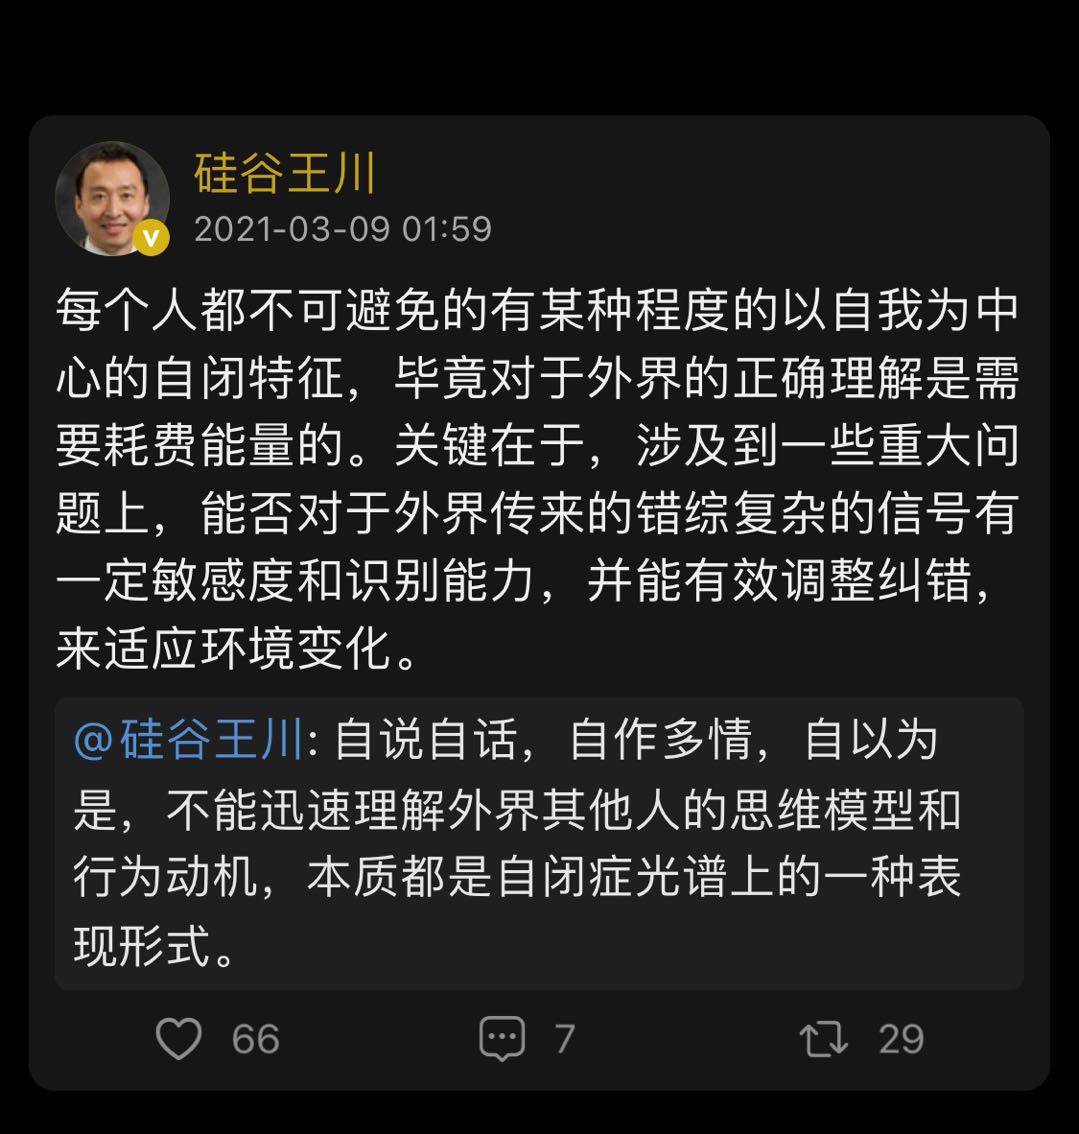 硅谷王川
2021-03-09 01:59
每个人都不可避免的有某种程度的以自我为中
心的自闭特征，毕竟对于外界的正确理解是需
要耗费能量的。关键在于，涉及到一些重大问
题上，能否对于外界传来的错综复杂的信号有
一定敏感度和识别能力，并能有效调整纠错，
来适应环境变化。
@硅谷王川: 自说自话，自作多情，自以为
是，不能迅速理解外界其他人的思维模型和
行为动机，本质都是自闭症光谱上的一种表
现形式。
66 7 29